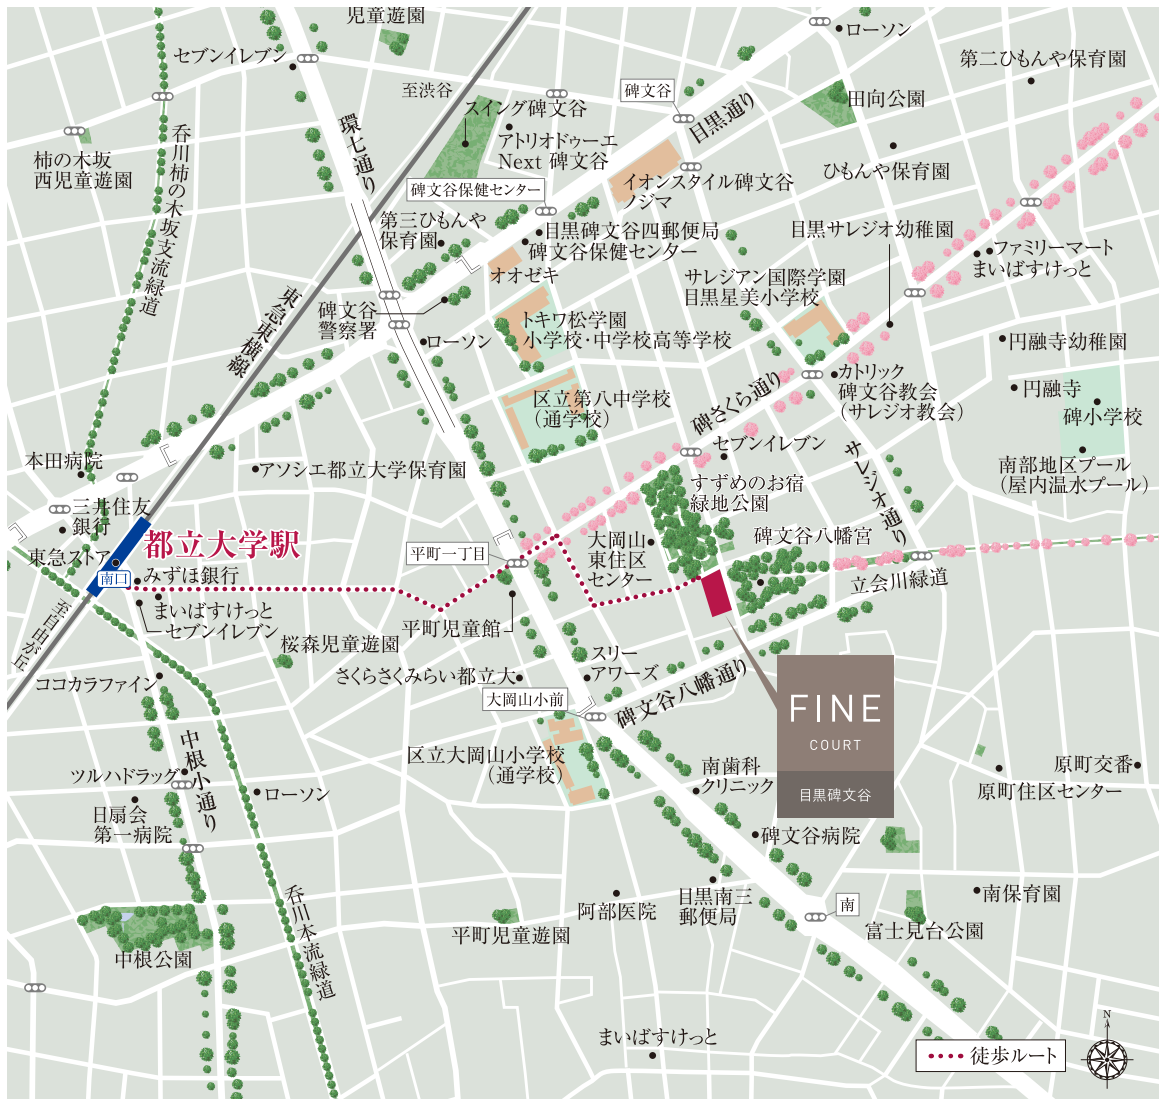 児童遊園
ローソン
セブンイレブン
第二ひもんや保育園
至渋谷
碑文谷
田向公園
スイング碑文谷
目黒通り
環七通り
呑川柿の木坂支流緑道
アトリオドゥーエ
Next 碑文谷
柿の木坂
西児童遊園
ひもんや保育園
イオンスタイル碑文谷
ノジマ
碑文谷保健センター
第三ひもんや
保育園
目黒碑文谷四郵便局
碑文谷保健センター
目黒サレジオ幼稚園
ファミリーマート
まいばすけっと
オオゼキ
サレジアン国際学園
目黒星美小学校
東急東横線
碑文谷
警察署
トキワ松学園
小学校・中学校高等学校
ローソン
円融寺幼稚園
カトリック
碑文谷教会
(サレジオ教会)
円融寺
碑小学校
区立第八中学校
(通学校)
碑さくら通り
セブンイレブン
サレジオ通り
本田病院
アソシエ都立大学保育園
南部地区プール
(屋内温水プール)
すずめのお宿
緑地公園
三井住友
銀行
東急ストア
都立大学駅
南口
平町一丁目
大岡山
東住区
センター
碑文谷八幡宮
みずほ銀行
立会川緑道
まいばすけっと
セブンイレブン
至自由が丘
平町児童館
桜森児童遊園
スリー
アワーズ
さくらさくみらい都立大
ココカラファイン
大岡山小前
碑文谷八幡通り
FINE
COURT
目黒碑文谷
中根小通り
区立大岡山小学校
(通学校)
南歯科
クリニック
原町交番
原町住区センター
ツルハドラッグ
ローソン
日扇会
第一病院
碑文谷病院
呑川本流緑道
目黒南三
郵便局
南
南保育園
阿部医院
富士見台公園
平町児童遊園
中根公園
まいばすけっと
N
徒歩ルート